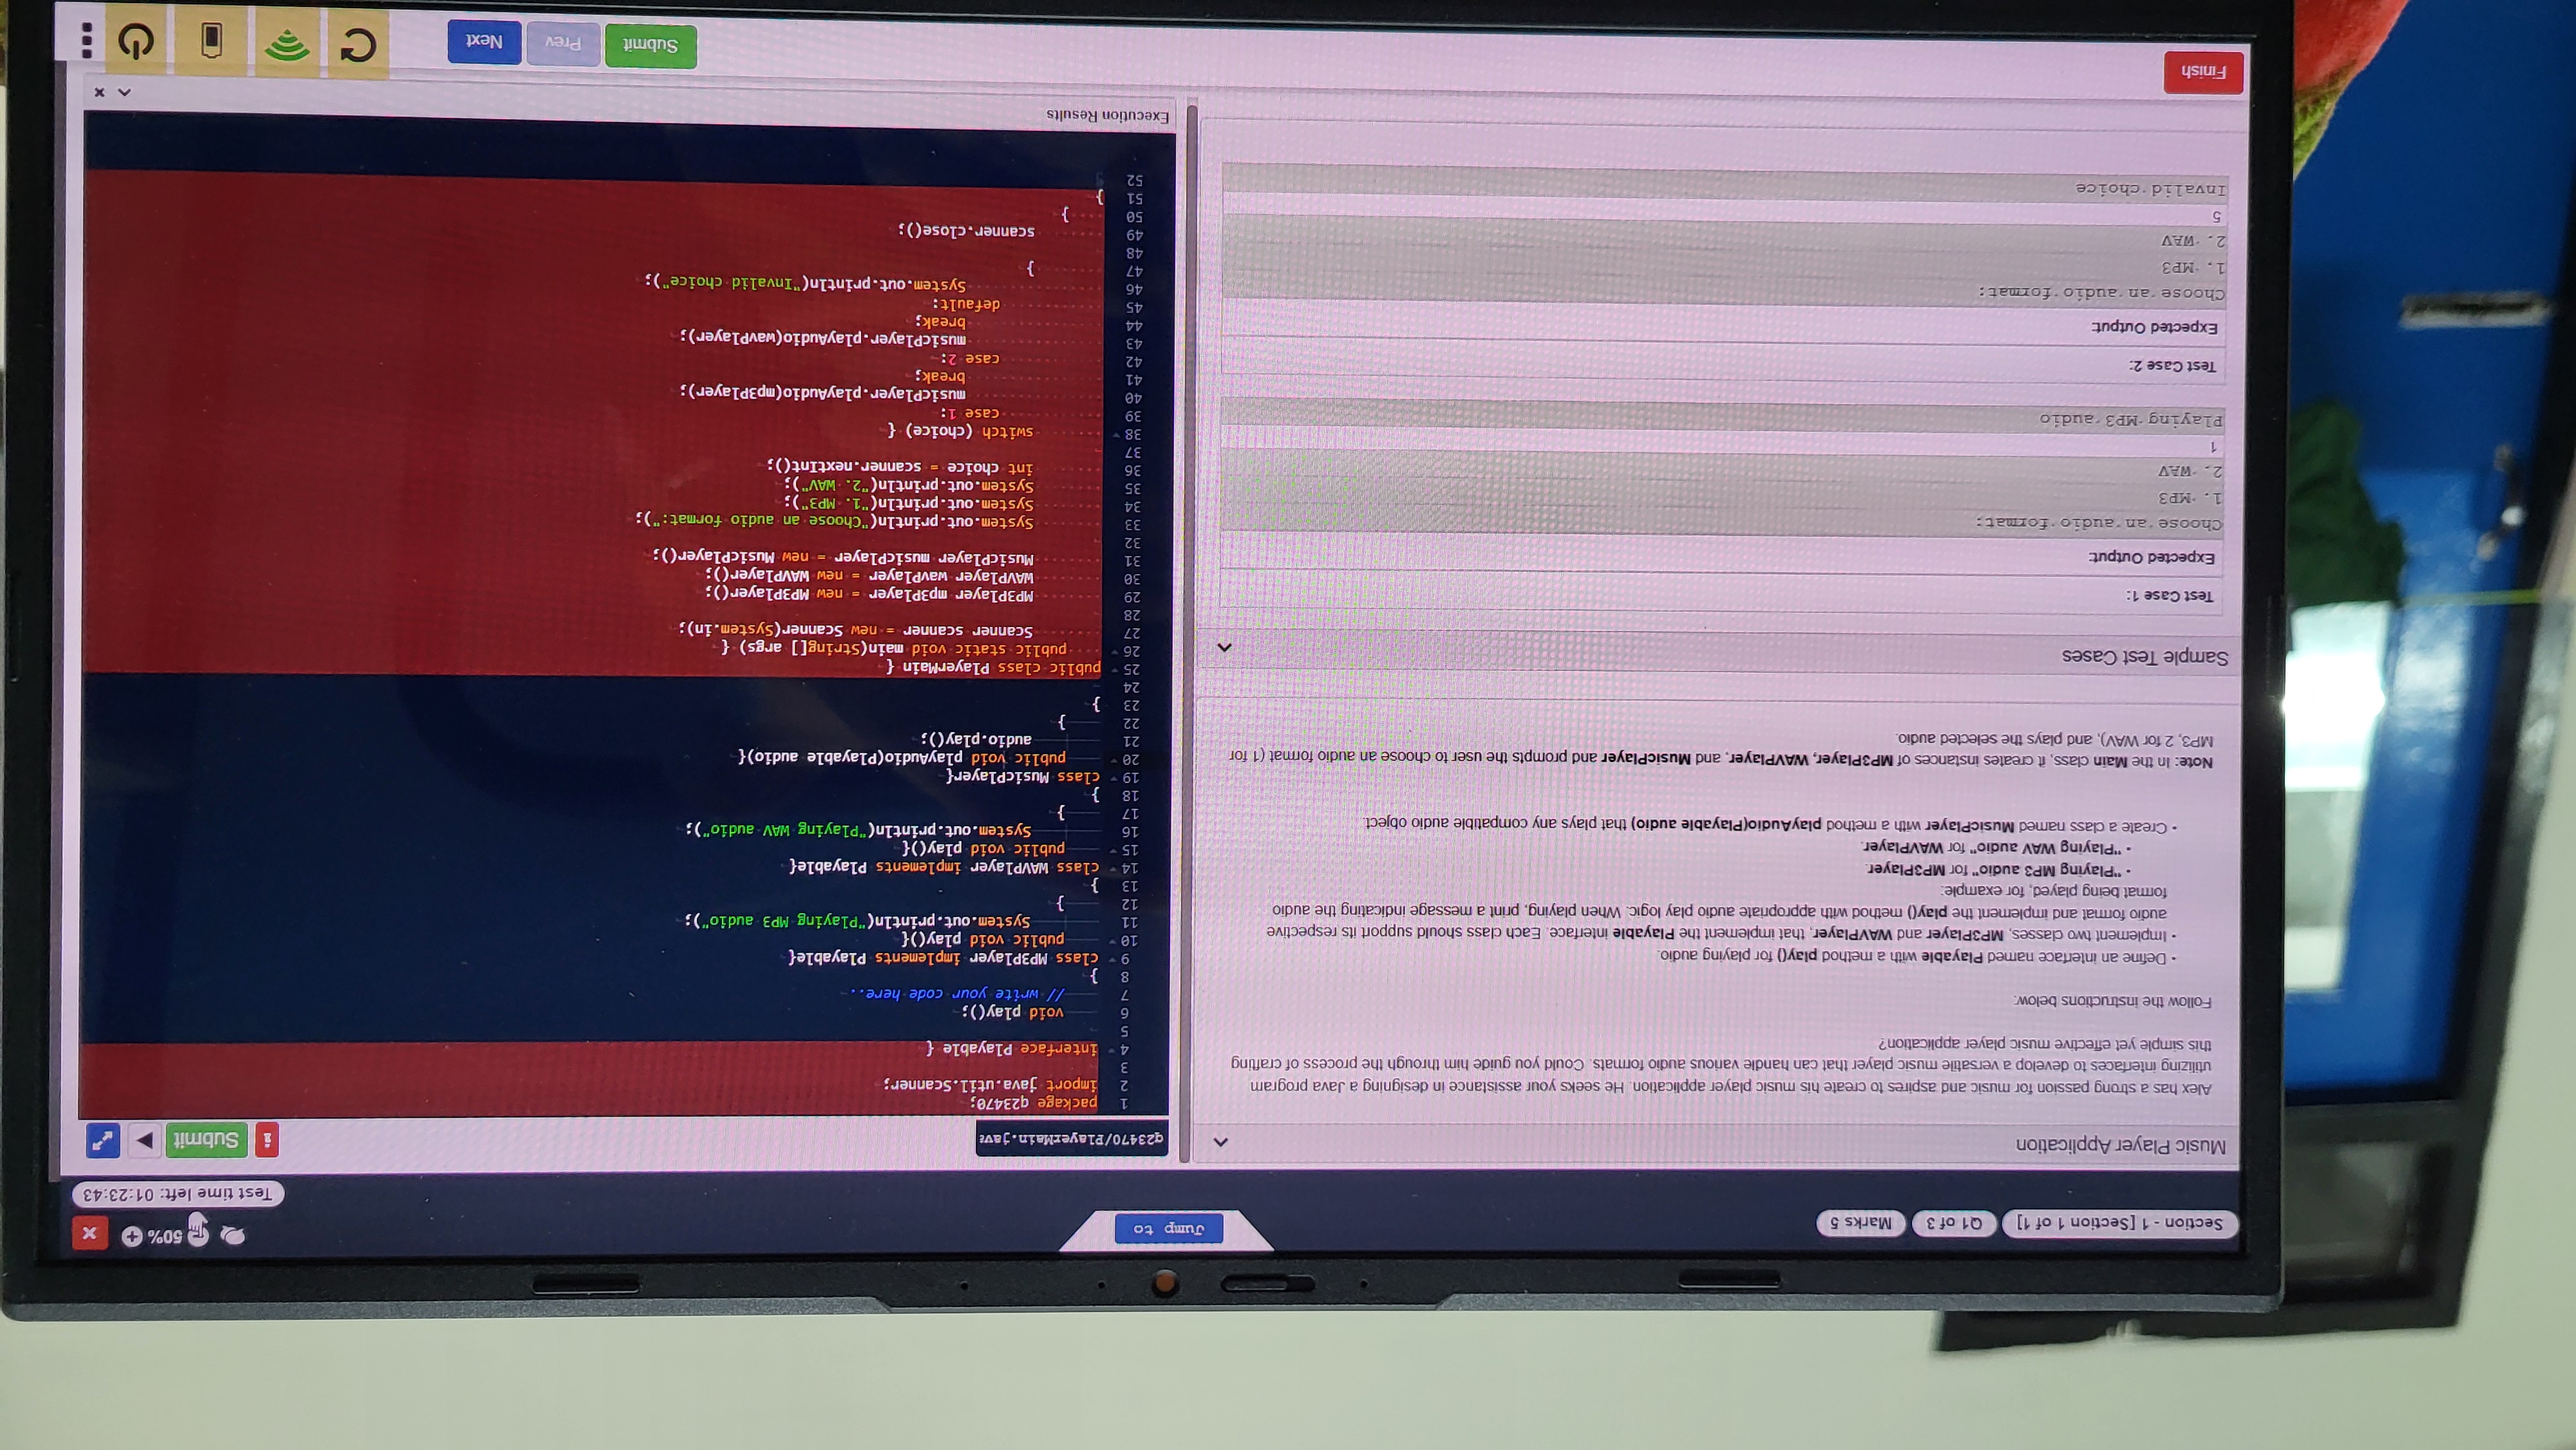 Section - 1 [Section 1 of 1]
Q1 of 3
Marks 5
Jump to
50%
Test time left: 01:23:43
Music Player Application
Alex has a strong passion for music and aspires to create his music player application. He seeks your assistance in designing a Java program
utilizing interfaces to develop a versatile music player that can handle various audio formats. Could you guide him through the process of crafting
this simple yet effective music player application?
Follow the instructions below:
• Define an interface named Playable with a method play() for playing audio.
• Implement two classes, MP3Player and WAVPlayer, that implement the Playable interface. Each class should support its respective
audio format and implement the play() method with appropriate audio play logic. When playing, print a message indicating the audio
format being played, for example:
• "Playing MP3 audio" for MP3Player.
• "Playing WAV audio" for WAVPlayer.
• Create a class named MusicPlayer with a method playAudio(Playable audio) that plays any compatible audio object.
Note: In the Main class, it creates instances of MP3Player, WAVPlayer, and MusicPlayer and prompts the user to choose an audio format (1 for
MP3, 2 for WAV), and plays the selected audio.
Sample Test Cases
Test Case 1:
Expected Output:
Choose an audio format:
1. MP3
2. WAV
1
Playing MP3 audio
Test Case 2:
Expected Output:
Choose an audio format:
1. MP3
2. WAV
5
Invalid choice
Finish
q23470/PlayerMain.java
Submit
1 package q23470;
2 import java.util.Scanner;
3
4 interface Playable {
5
6 void play();
7 // write your code here..
8 }
9 class MP3Player implements Playable{
10 public void play(){
11 System.out.println("Playing MP3 audio");
12 }
13 }
14 class WAVPlayer implements Playable{
15 public void play(){
16 System.out.println("Playing WAV audio");
17 }
18 }
19 class MusicPlayer{
20 public void playAudio(Playable audio){
21 audio.play();
22 }
23 }
24
25 public class PlayerMain {
26 public static void main(String[] args) {
27 Scanner scanner = new Scanner(System.in);
28
29 MP3Player mp3Player = new MP3Player();
30 WAVPlayer wavPlayer = new WAVPlayer();
31 MusicPlayer musicPlayer = new MusicPlayer();
32
33 System.out.println("Choose an audio format:");
34 System.out.println("1. MP3");
35 System.out.println("2. WAV");
36 int choice = scanner.nextInt();
37
38 switch (choice) {
39 case 1:
40 musicPlayer.playAudio(mp3Player);
41 break;
42 case 2:
43 musicPlayer.playAudio(wavPlayer);
44 break;
45 default:
46 System.out.println("Invalid choice");
47 }
48
49 scanner.close();
50 }
51 }
52
Execution Results
Submit
Prev
Next